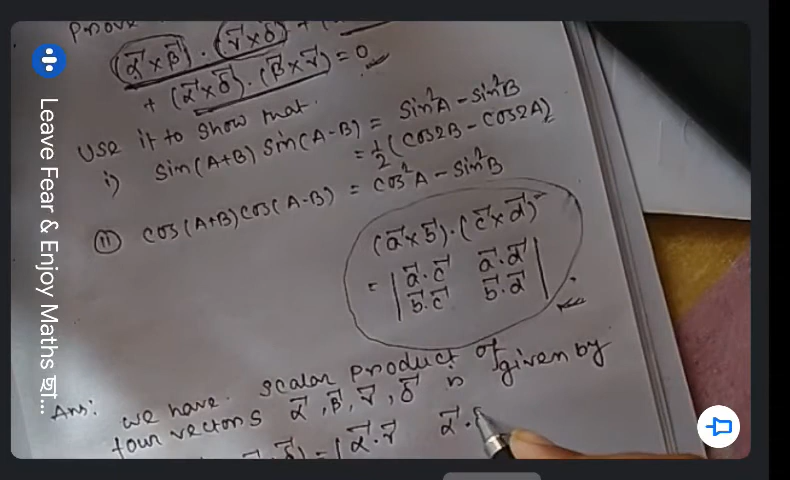 Prove
(α⃗ × β⃗) . (γ⃗ × δ⃗) + (
+ (α⃗ × δ⃗) . (β⃗ × γ⃗) = 0
Use it to show that.
i) Sin(A+B) Sin(A-B) = Sin²A - Sin²B
= 1/2 (cos2B - cos2A)
ii) cos(A+B) cos(A-B) = cos²A - Sin²B
(a⃗ × b⃗) . (c⃗ × d⃗)
= | a⃗.c⃗ a⃗.d⃗ |
| b⃗.c⃗ b⃗.d⃗ | .
Ans: we have. scalar product of
four vectors α⃗, β⃗, γ⃗, δ⃗ is given by
δ⃗) = | α⃗.γ⃗ α⃗.
Leave Fear & Enjoy Maths ছা...